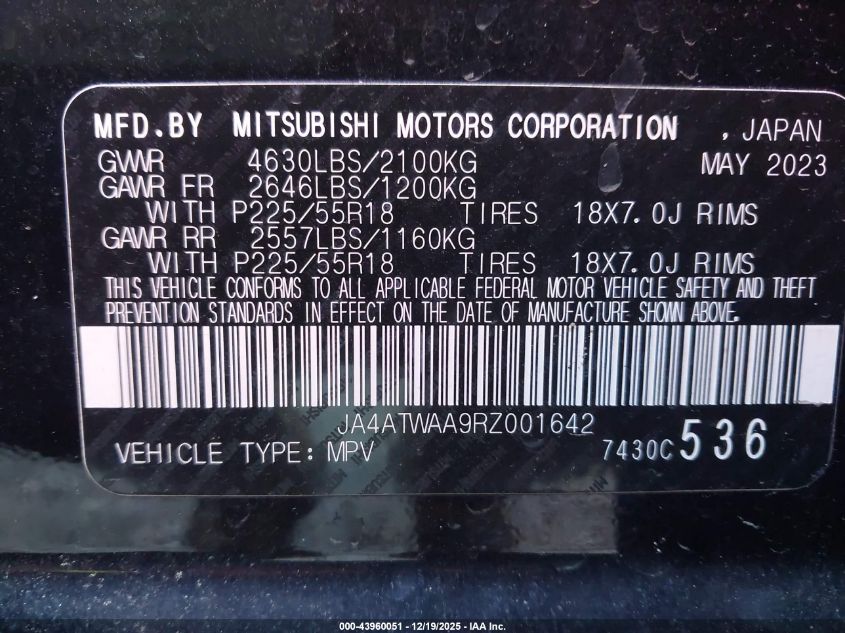 MFD.BY MITSUBISHI MOTORS CORPORATION , JAPAN
GVWR 4630LBS/2100KG MAY 2023
GAWR FR 2646LBS/1200KG
WITH P225/55R18 TIRES 18X7.0J RIMS
GAWR RR 2557LBS/1160KG
WITH P225/55R18 TIRES 18X7.0J RIMS
THIS VEHICLE CONFORMS TO ALL APPLICABLE FEDERAL MOTOR VEHICLE SAFETY AND THEFT
PREVENTION STANDARDS IN EFFECT ON THE DATE OF MANUFACTURE SHOWN ABOVE.
JA4ATWAA9RZ001642
VEHICLE TYPE: MPV 7430C 536
000-43960051 - 12/19/2025 - IAA Inc.